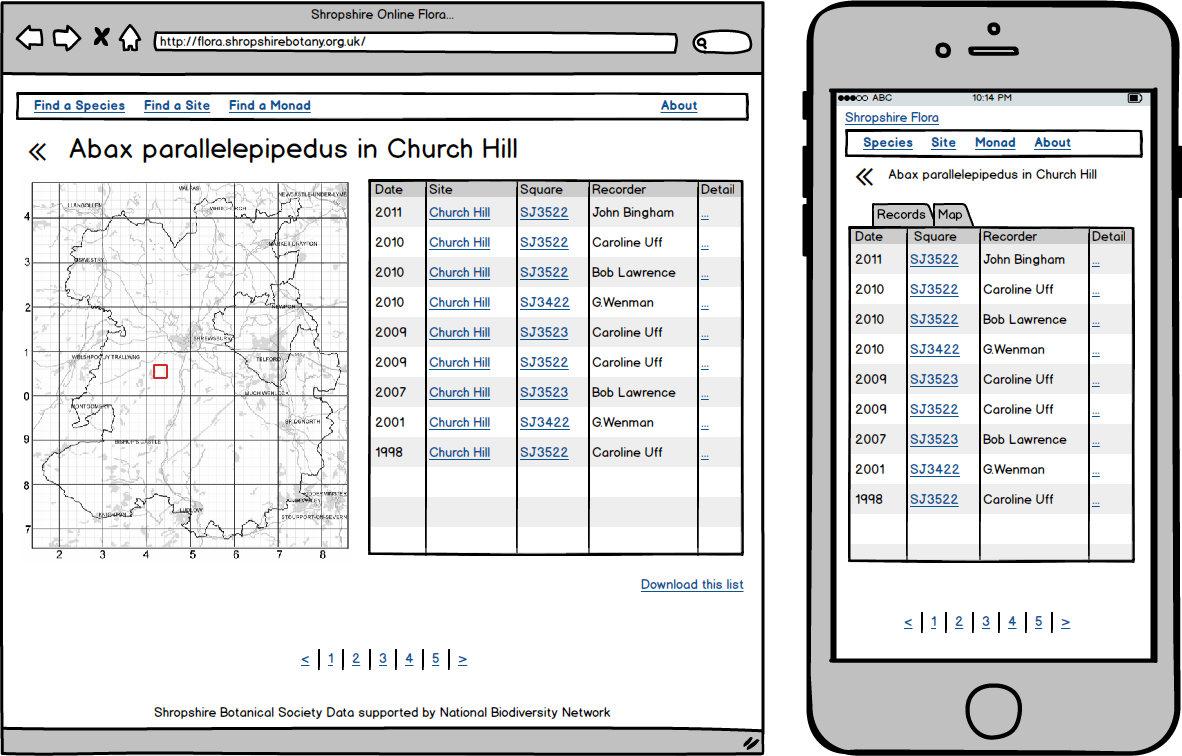 Shropshire Online Flora...
http://flora.shropshirebotany.org.uk/
Find a Species Find a Site Find a Monad About
Abax parallelepipedus in Church Hill
LLANGOLLEN
NEWCASTLE-UNDER-LYME
WHITCHURCH
MARKET DRAYTON
OSWESTRY
NEWPORT
SHREWSBURY
WELSHPOOL/Y TRALLWNG
TELFORD
MUCH WENLOCK
MONTGOMERY
BRIDGNORTH
BISHOP'S CASTLE
KIDDERMINSTER
KNIGHTON
LUDLOW
STOURPORT-ON-SEVERN
4
3
2
1
0
9
8
7
2 3 4 5 6 7 8
Date Site Square Recorder Detail
2011 Church Hill SJ3522 John Bingham ...
2010 Church Hill SJ3522 Caroline Uff ...
2010 Church Hill SJ3522 Bob Lawrence ...
2010 Church Hill SJ3422 G.Wenman ...
2009 Church Hill SJ3523 Caroline Uff ...
2009 Church Hill SJ3522 Caroline Uff ...
2007 Church Hill SJ3523 Bob Lawrence ...
2001 Church Hill SJ3422 G.Wenman ...
1998 Church Hill SJ3522 Caroline Uff ...
Download this list
< 1 2 3 4 5 >
Shropshire Botanical Society Data supported by National Biodiversity Network
ABC 10:14 PM
Shropshire Flora
Species Site Monad About
Abax parallelepipedus in Church Hill
Records Map
Date Square Recorder Detail
2011 SJ3522 John Bingham ...
2010 SJ3522 Caroline Uff ...
2010 SJ3522 Bob Lawrence ...
2010 SJ3422 G.Wenman ...
2009 SJ3523 Caroline Uff ...
2009 SJ3522 Caroline Uff ...
2007 SJ3523 Bob Lawrence ...
2001 SJ3422 G.Wenman ...
1998 SJ3522 Caroline Uff ...
< 1 2 3 4 5 >